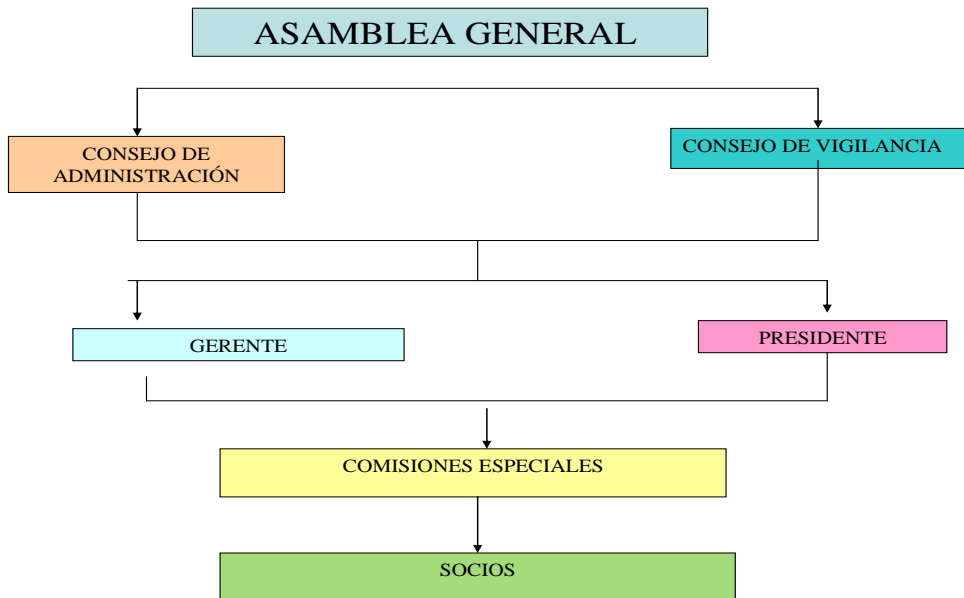 ASAMBLEA GENERAL
CONSEJO DE
ADMINISTRACIÓN
CONSEJO DE VIGILANCIA
GERENTE
PRESIDENTE
COMISIONES ESPECIALES
SOCIOS